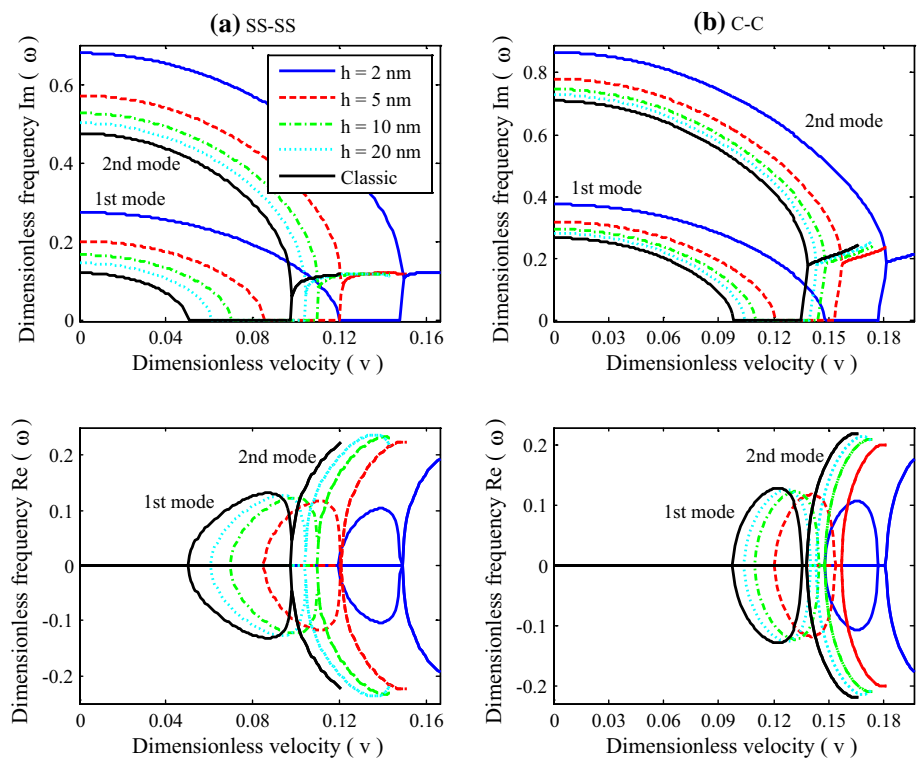 (a) SS-SS
Dimensionless frequency Im ( ω)
0.6
0.4
0.2
0
h = 2 nm
h = 5 nm
h = 10 nm
h = 20 nm
Classic
2nd mode
1st mode
0 0.04 0.08 0.12 0.16
Dimensionless velocity ( v )
(b) C-C
Dimensionless frequency Im ( ω)
0.8
0.6
0.4
0.2
0
2nd mode
1st mode
0 0.03 0.06 0.09 0.12 0.15 0.18
Dimensionless velocity ( v )
Dimensionless frequency Re ( ω)
0.2
0.1
0
-0.1
-0.2
2nd mode
1st mode
0 0.04 0.08 0.12 0.16
Dimensionless velocity ( v )
Dimensionless frequency Re ( ω)
0.2
0.1
0
-0.1
-0.2
2nd mode
1st mode
0 0.03 0.06 0.09 0.12 0.15 0.18
Dimensionless velocity ( v )